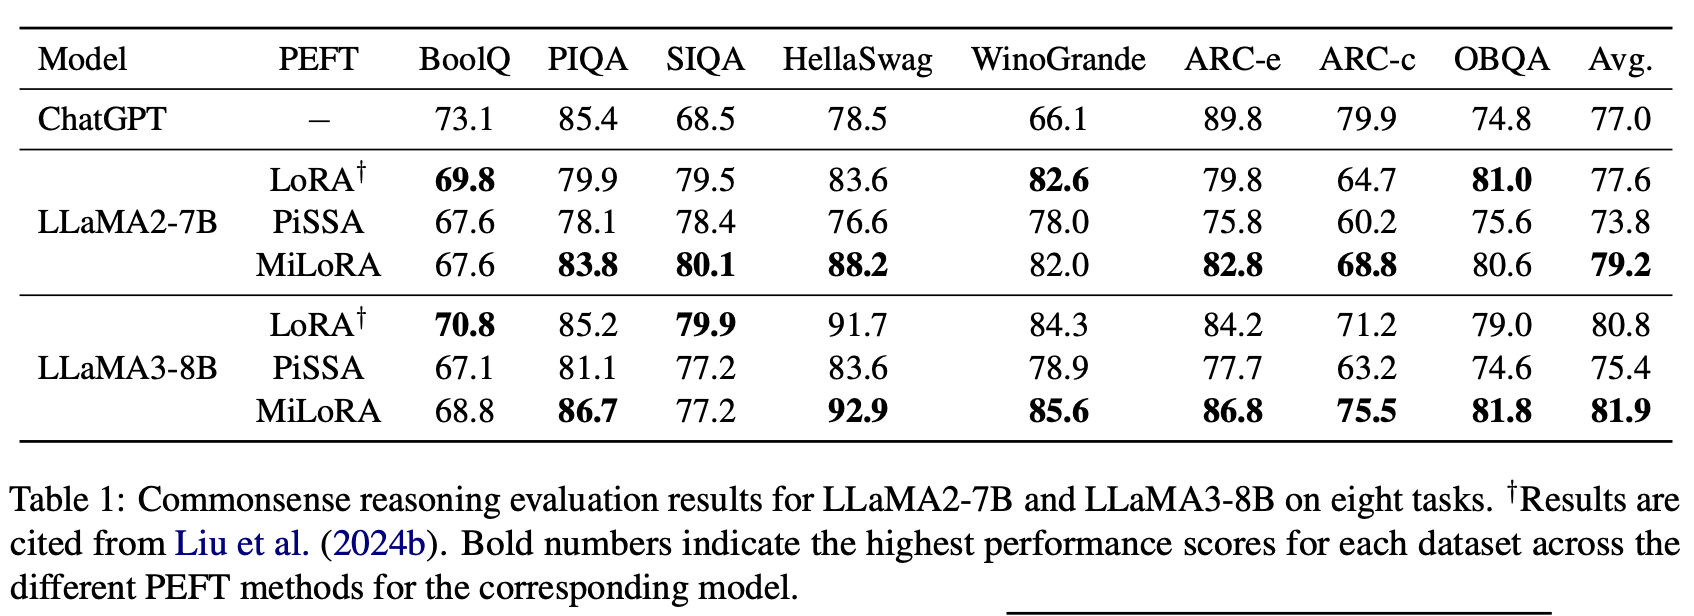 Model PEFT BoolQ PIQA SIQA HellaSwag WinoGrande ARC-e ARC-c OBQA Avg.
ChatGPT – 73.1 85.4 68.5 78.5 66.1 89.8 79.9 74.8 77.0
LoRA† 69.8 79.9 79.5 83.6 82.6 79.8 64.7 81.0 77.6
LLaMA2-7B PiSSA 67.6 78.1 78.4 76.6 78.0 75.8 60.2 75.6 73.8
MiLoRA 67.6 83.8 80.1 88.2 82.0 82.8 68.8 80.6 79.2
LoRA† 70.8 85.2 79.9 91.7 84.3 84.2 71.2 79.0 80.8
LLaMA3-8B PiSSA 67.1 81.1 77.2 83.6 78.9 77.7 63.2 74.6 75.4
MiLoRA 68.8 86.7 77.2 92.9 85.6 86.8 75.5 81.8 81.9
Table 1: Commonsense reasoning evaluation results for LLaMA2-7B and LLaMA3-8B on eight tasks. †Results are
cited from Liu et al. (2024b). Bold numbers indicate the highest performance scores for each dataset across the
different PEFT methods for the corresponding model.